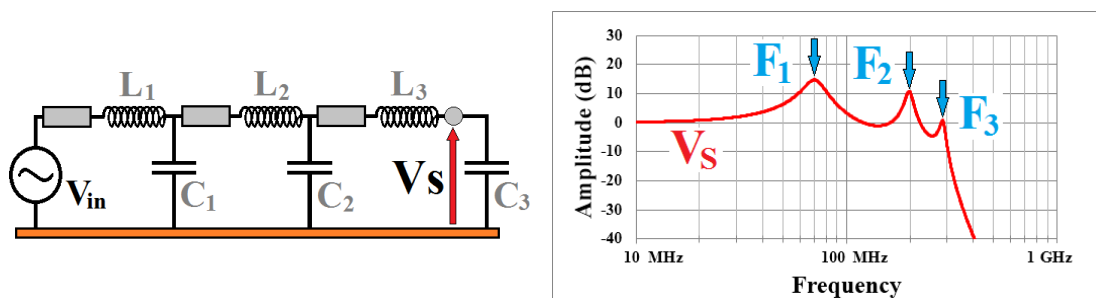 L1
L2
L3
Vin
C1
C2
Vs
C3
30
20
10
0
-10
-20
-30
-40
Amplitude (dB)
F1
F2
F3
VS
10 MHz
100 MHz
1 GHz
Frequency